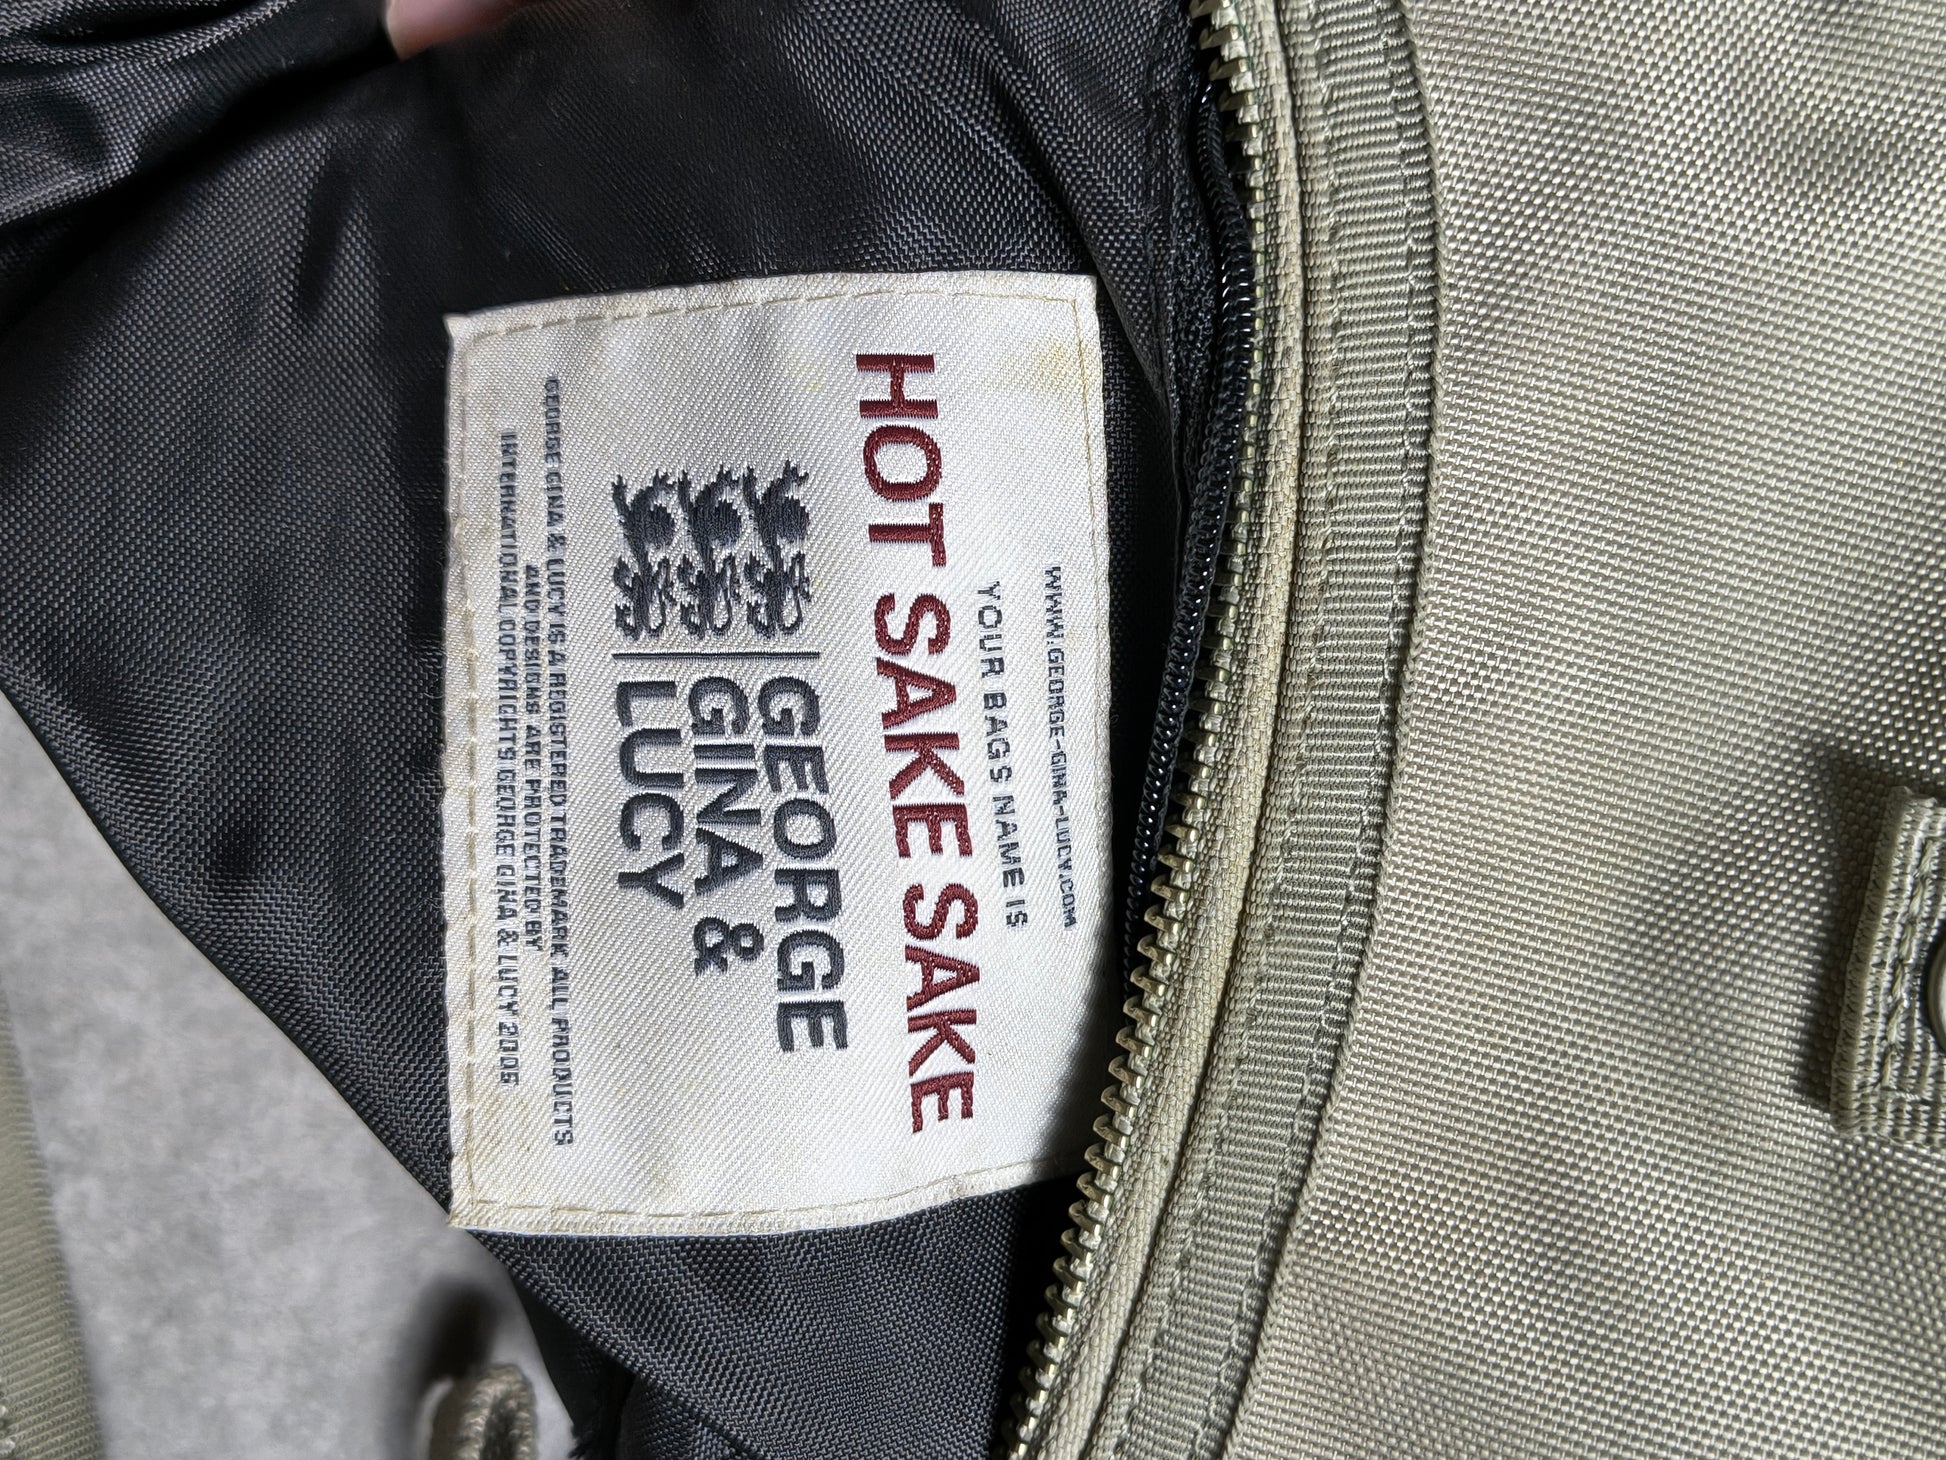 WWW.GEORGE-GINA-LUCY.COM
YOUR BAGS NAME IS
HOT SAKE SAKE
GEORGE
GINA &
LUCY
GEORGE GINA & LUCY IS A REGISTERED TRADEMARK. ALL PRODUCTS
AND DESIGNS ARE PROTECTED BY
INTERNATIONAL COPYRIGHTS GEORGE GINA & LUCY 2006